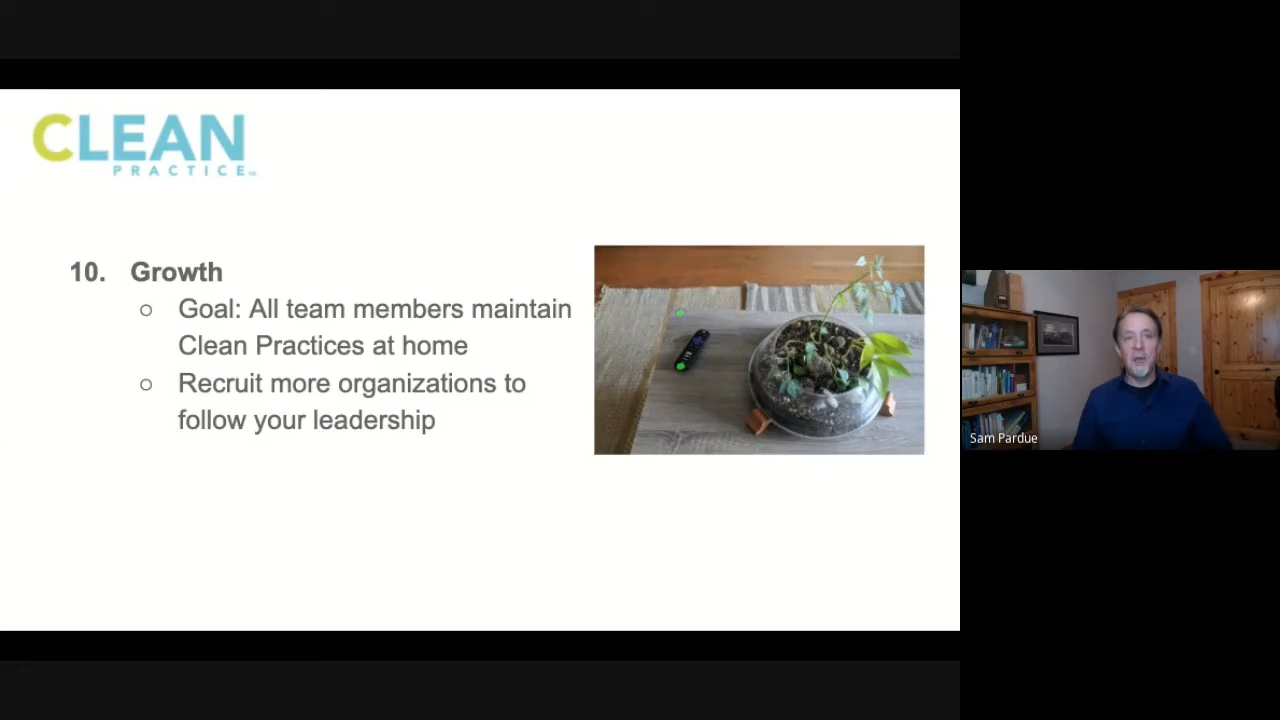 CLEAN
PRACTICE
10. Growth
○ Goal: All team members maintain
Clean Practices at home
○ Recruit more organizations to
follow your leadership
Sam Pardue